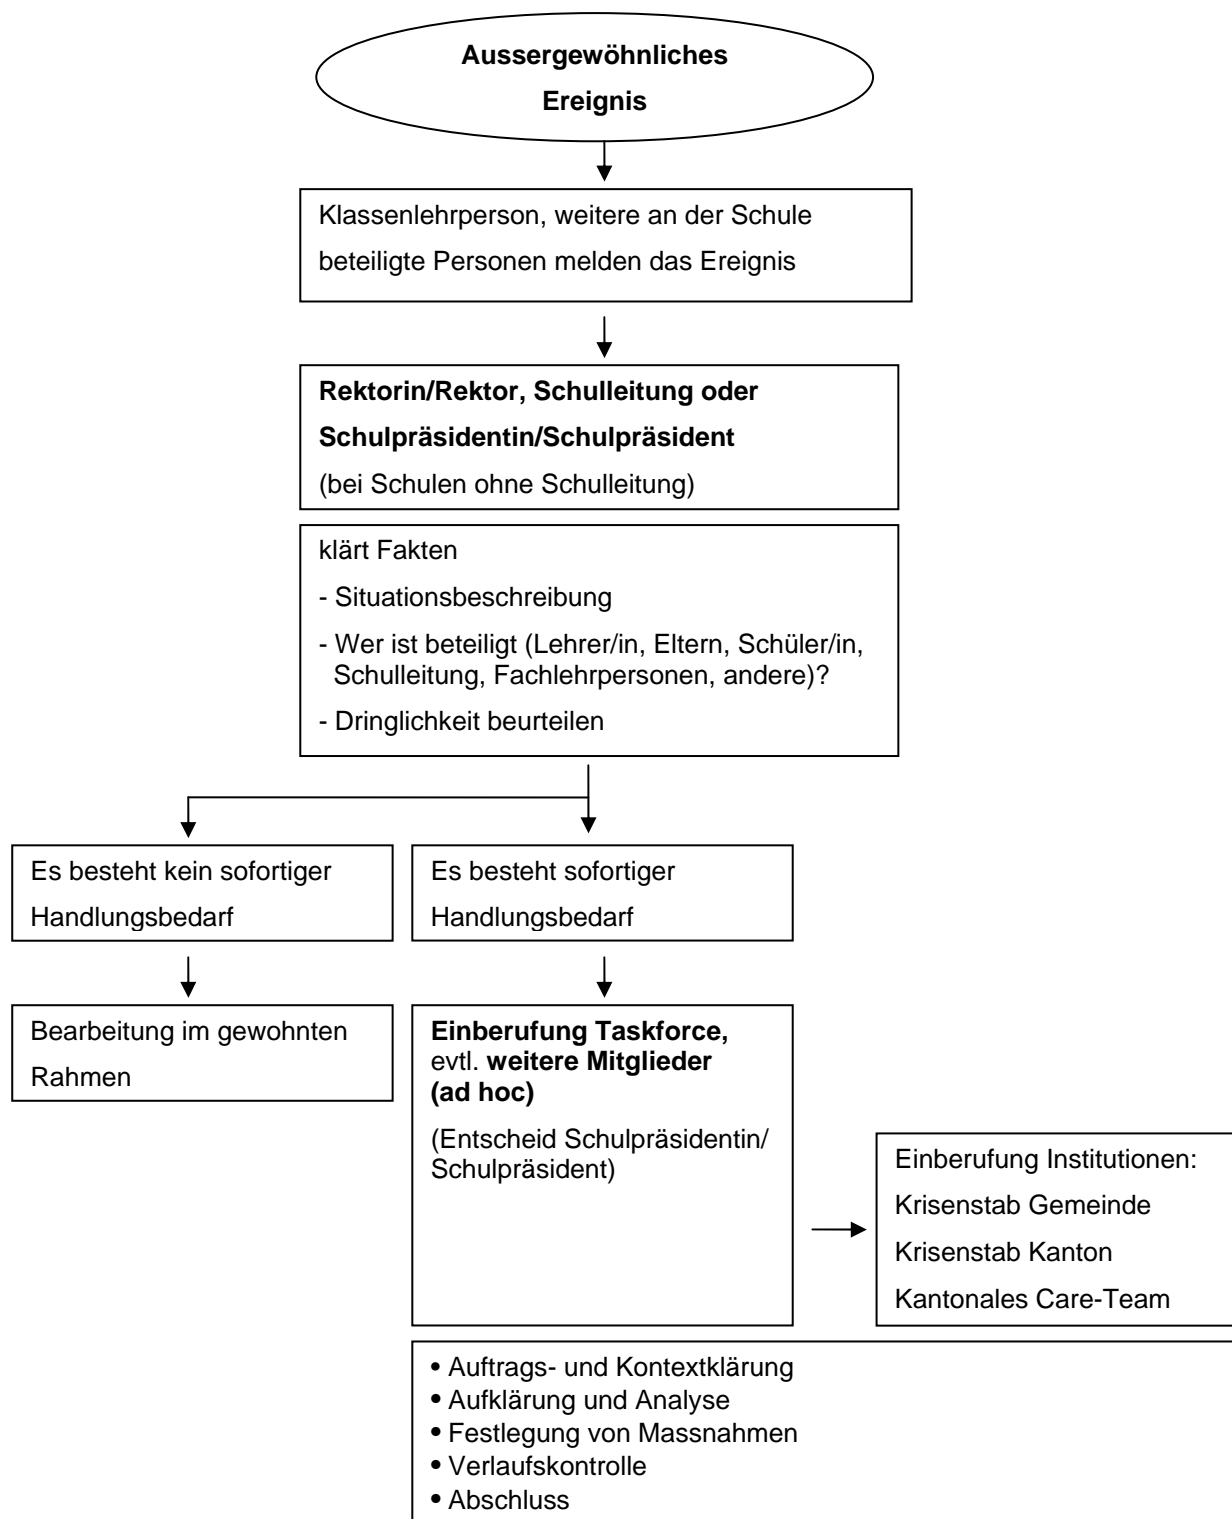 Aussergewöhnliches
Ereignis
Klassenlehrperson, weitere an der Schule
beteiligte Personen melden das Ereignis
Rektorin/Rektor, Schulleitung oder
Schulpräsidentin/Schulpräsident
(bei Schulen ohne Schulleitung)
klärt Fakten
- Situationsbeschreibung
- Wer ist beteiligt (Lehrer/in, Eltern, Schüler/in,
Schulleitung, Fachlehrpersonen, andere)?
- Dringlichkeit beurteilen
Es besteht kein sofortiger
Handlungsbedarf
Es besteht sofortiger
Handlungsbedarf
Bearbeitung im gewohnten
Rahmen
Einberufung Taskforce,
evtl. weitere Mitglieder
(ad hoc)
(Entscheid Schulpräsidentin/
Schulpräsident)
Einberufung Institutionen:
Krisenstab Gemeinde
Krisenstab Kanton
Kantonales Care-Team
• Auftrags- und Kontextklärung
• Aufklärung und Analyse
• Festlegung von Massnahmen
• Verlaufskontrolle
• Abschluss